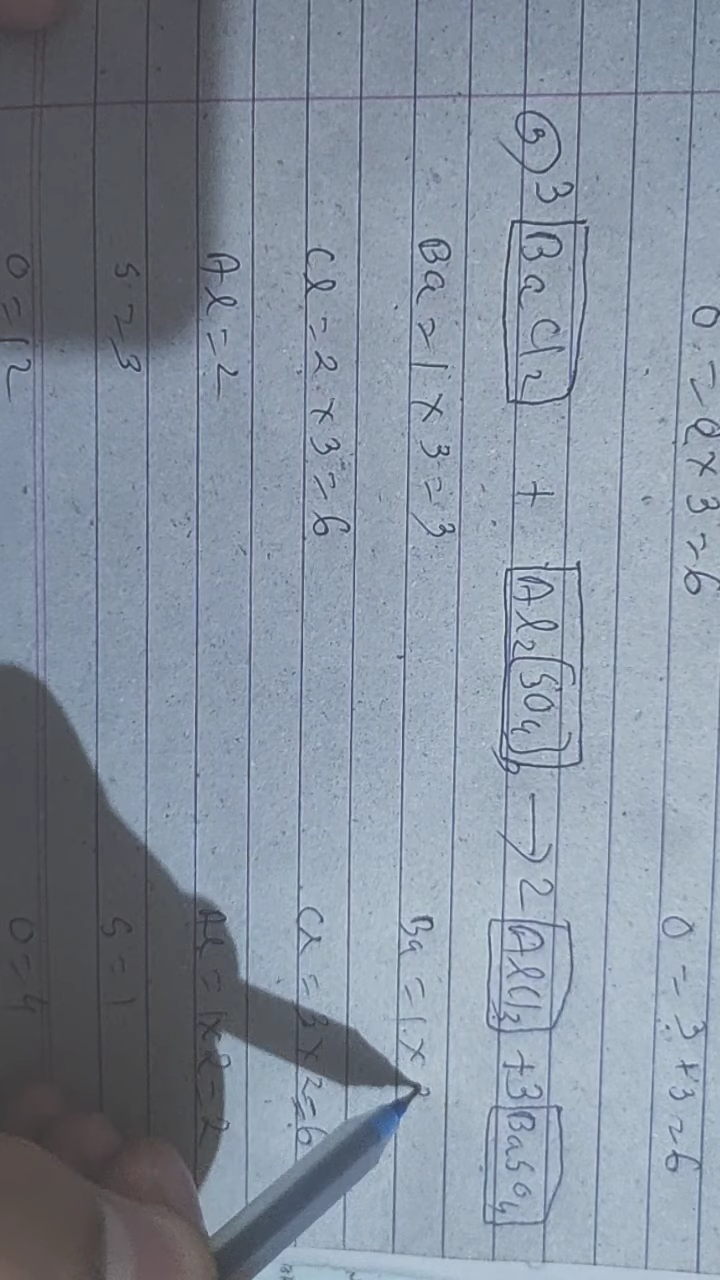 O = 2 × 3 = 6 O = 3 + 3 = 6
③ 3 BaCl2 + Al2(SO4)3 → 2 AlCl3 + 3 BaSO4
Ba = 1 × 3 = 3 Ba = 1 ×
Cl = 2 × 3 = 6 Cl = 3 × 2 = 6
Al = 2 Al = 1 × 2 = 2
S = 3 S = 1
O = 12 O = 4